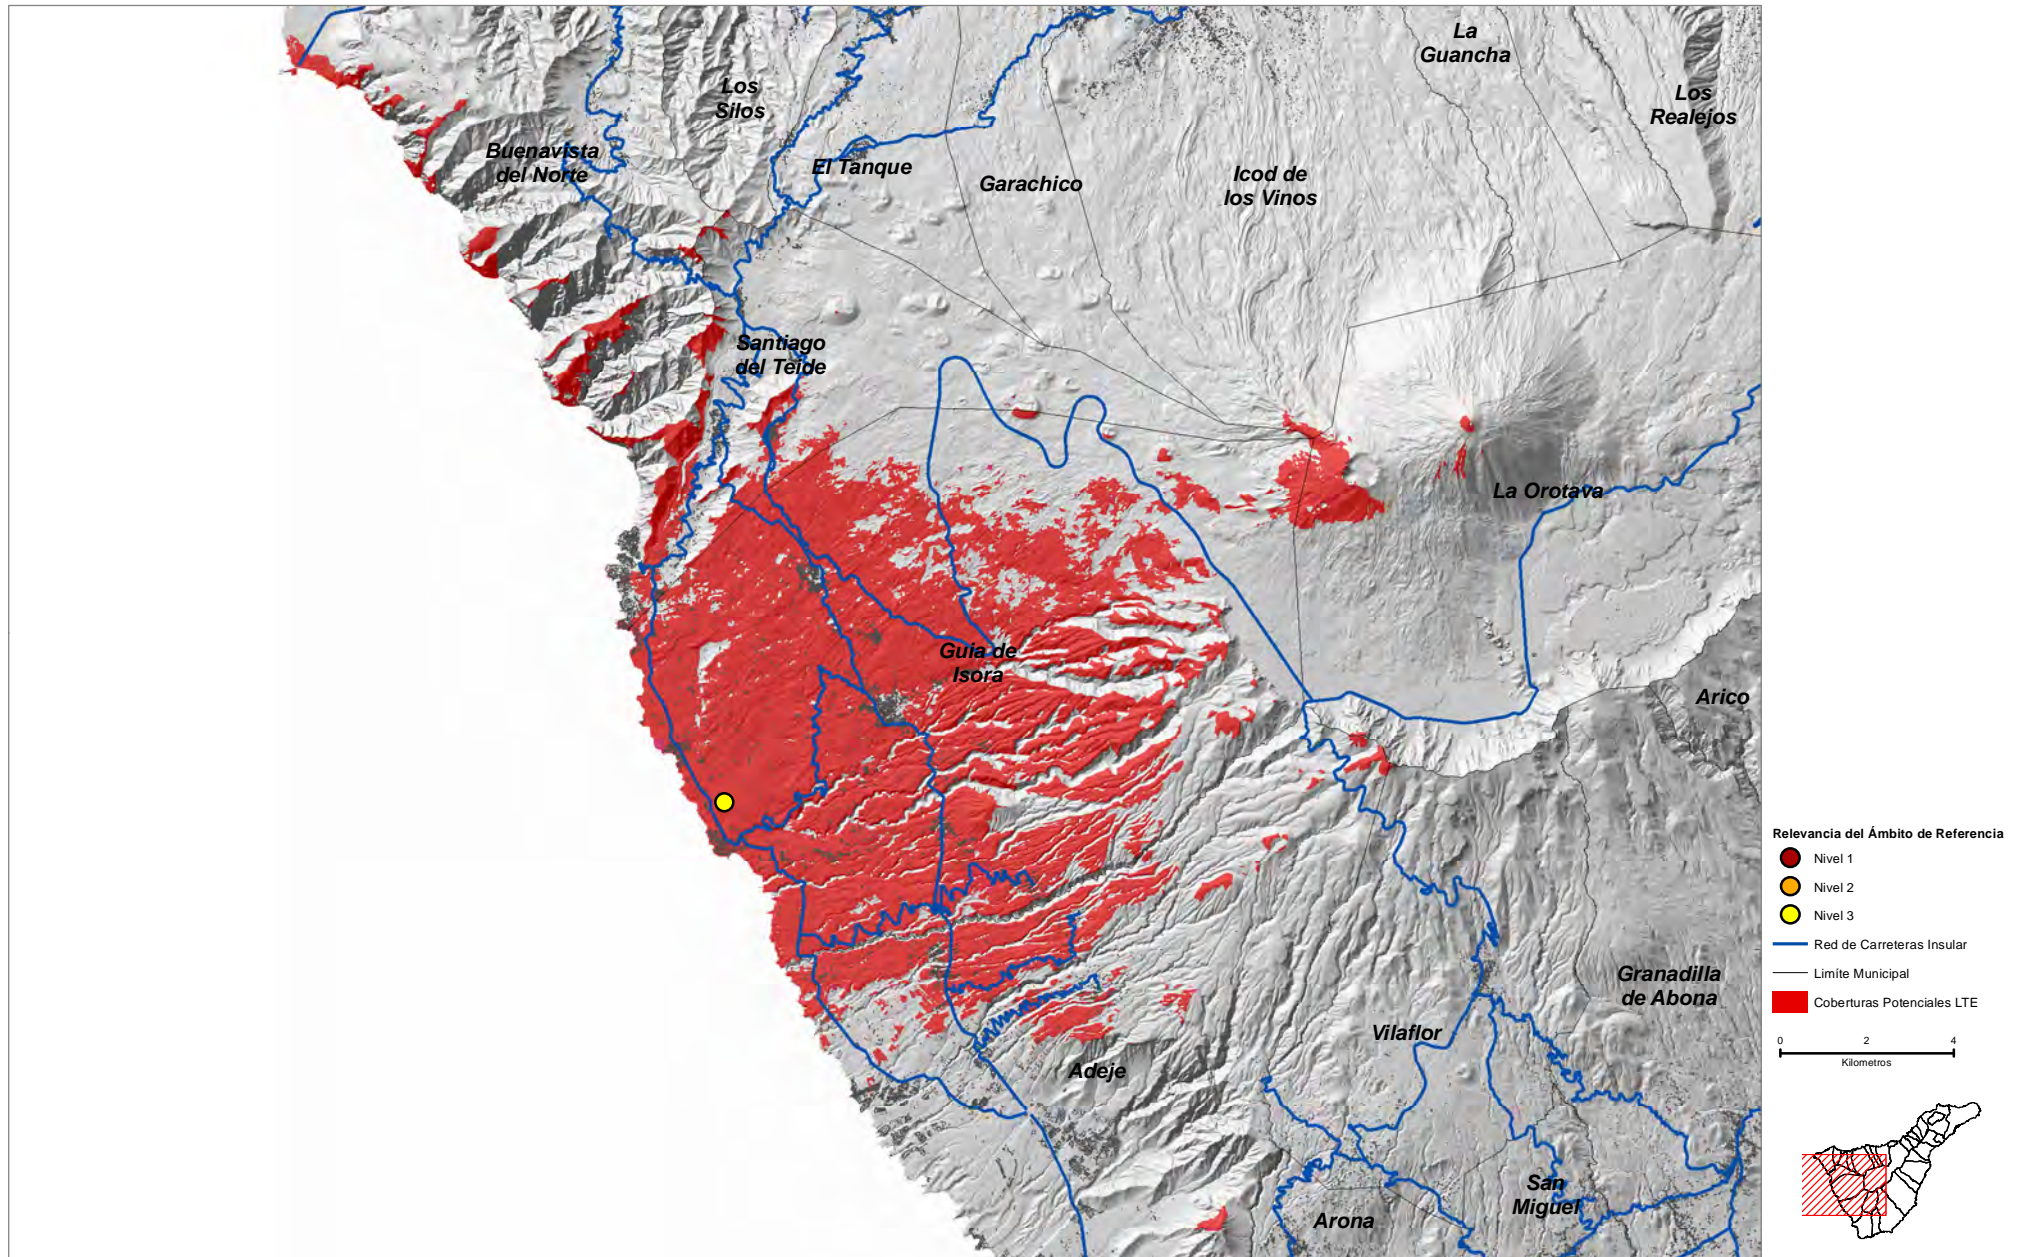 La
Guancha
Los
Silos
Los
Realejos
Buenavista
del Norte
El Tanque
Garachico
Icod de
los Vinos
Santiago
del Teide
La Orotava
Guia de
Isora
Arico
Granadilla
de Abona
Vilaflor
Adeje
San
Miguel
Arona
Relevancia del Ámbito de Referencia
Nivel 1
Nivel 2
Nivel 3
Red de Carreteras Insular
Limíte Municipal
Coberturas Potenciales LTE
0 2 4
Kilometros